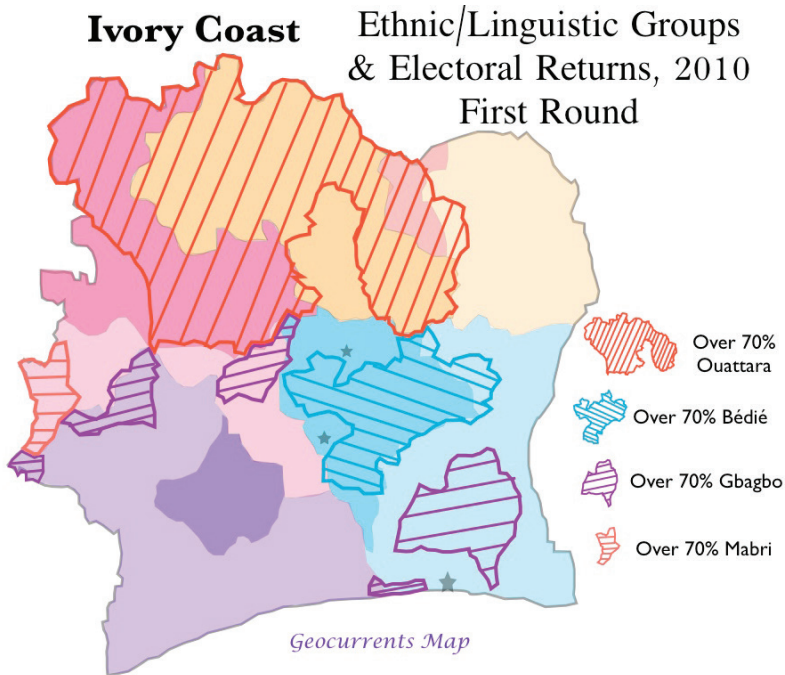 Ivory Coast
Ethnic/Linguistic Groups
& Electoral Returns, 2010
First Round
Over 70%
Ouattara
Over 70% Bédié
Over 70% Gbagbo
Over 70% Mabri
Geocurrents Map